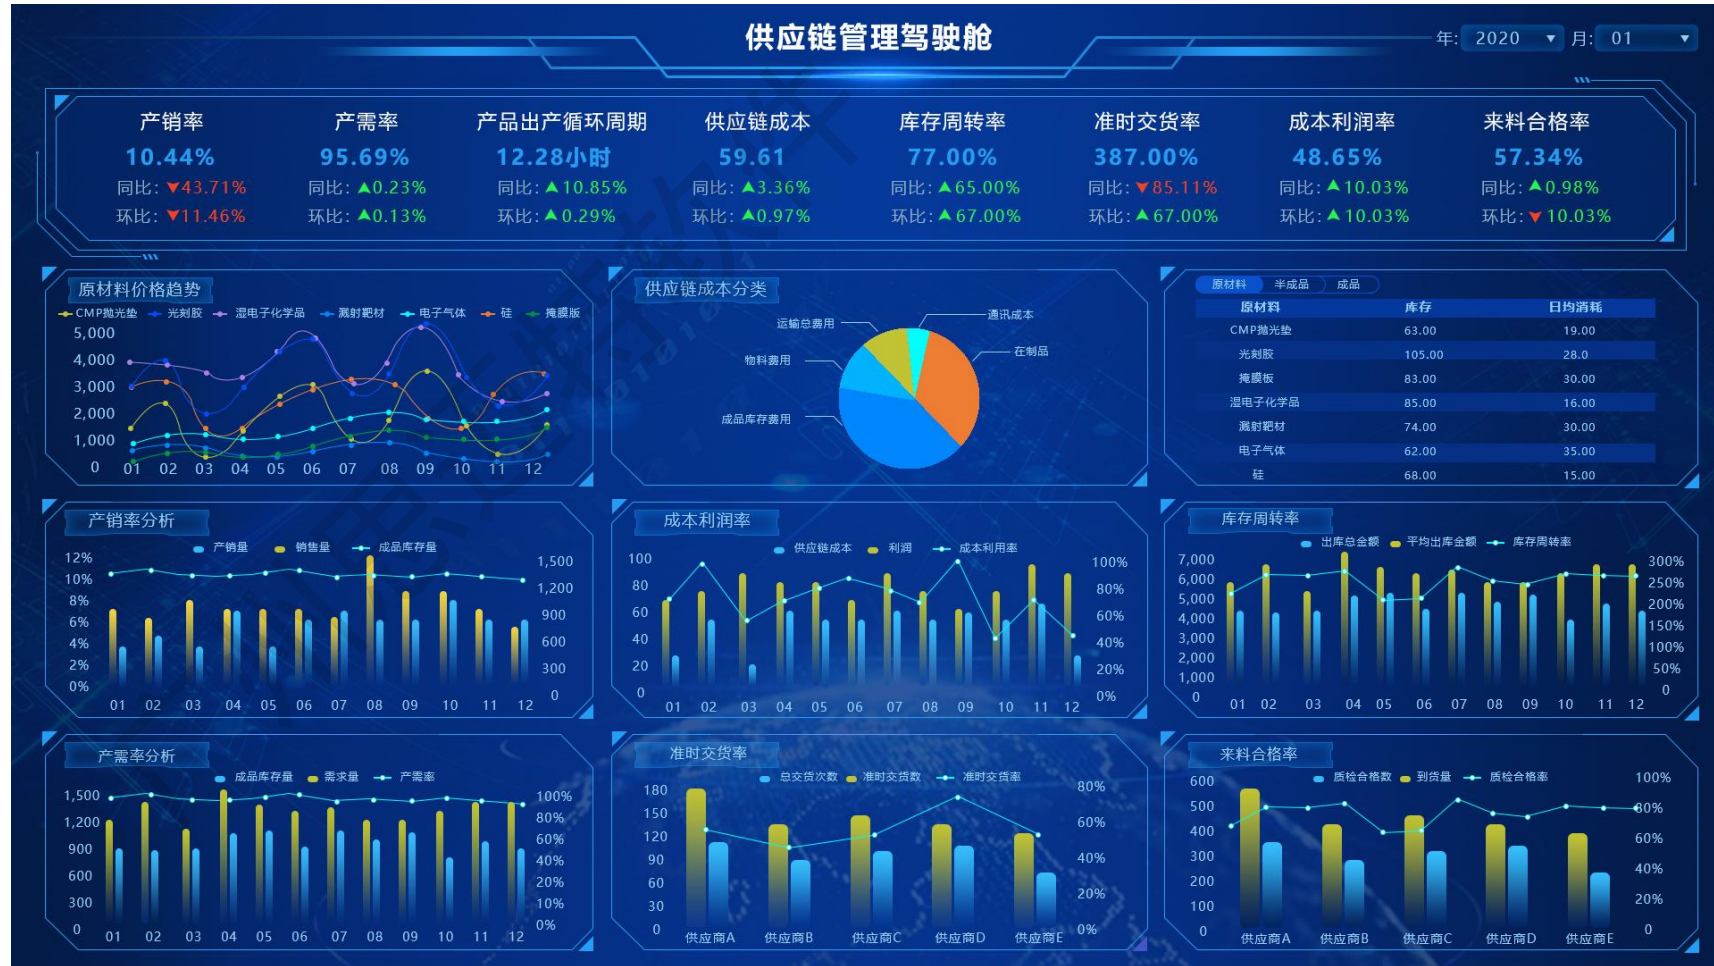 供应链管理驾驶舱
年: 2020 ▼ 月: 01 ▼
产销率 产需率 产品出产循环周期 供应链成本 库存周转率 准时交货率 成本利润率 来料合格率
10.44% 95.69% 12.28小时 59.61 77.00% 387.00% 48.65% 57.34%
同比: ▼43.71% 同比: ▲0.23% 同比: ▲10.85% 同比: ▲3.36% 同比: ▲65.00% 同比: ▼85.11% 同比: ▲10.03% 同比: ▲0.98%
环比: ▼11.46% 环比: ▲0.13% 环比: ▲0.29% 环比: ▲0.97% 环比: ▲67.00% 环比: ▲67.00% 环比: ▲10.03% 环比: ▼10.03%
原材料价格趋势
CMP抛光垫 光刻胶 湿电子化学品 溅射靶材 电子气体 硅 掩膜版
5,000
4,000
3,000
2,000
1,000
0
01 02 03 04 05 06 07 08 09 10 11 12
供应链成本分类
运输总费用
通讯成本
物料费用
在制品
成品库存费用
原材料 半成品 成品
原材料 库存 日均消耗
CMP抛光垫 63.00 19.00
光刻胶 105.00 28.0
掩膜板 83.00 30.00
湿电子化学品 85.00 16.00
溅射靶材 74.00 30.00
电子气体 62.00 35.00
硅 68.00 15.00
产销率分析
产销量 销售量 成品库存量
12%
10%
8%
6%
4%
2%
0%
1,500
1,200
900
600
300
0
01 02 03 04 05 06 07 08 09 10 11 12
成本利润率
供应链成本 利润 成本利用率
100
80
60
40
20
0
100%
80%
60%
40%
20%
0%
01 02 03 04 05 06 07 08 09 10 11 12
库存周转率
出库总金额 平均出库金额 库存周转率
7,000
6,000
5,000
4,000
3,000
2,000
1,000
0
300%
250%
200%
150%
100%
50%
0
01 02 03 04 05 06 07 08 09 10 11 12
产需率分析
成品库存量 需求量 产需率
1,500
1,200
900
600
300
0
100%
80%
60%
40%
20%
10%
0%
01 02 03 04 05 06 07 08 09 10 11 12
准时交货率
总交货次数 准时交货数 准时交货率
180
150
120
90
60
30
0
80%
60%
40%
20%
0%
供应商A 供应商B 供应商C 供应商D 供应商E
来料合格率
质检合格数 到货量 质检合格率
600
500
400
300
200
100
0
100%
80%
60%
40%
20%
0
供应商A 供应商B 供应商C 供应商D 供应商E